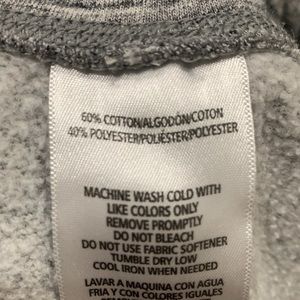 60% COTTON/ALGODÓN/COTON
40% POLYESTER/POLIÉSTER/POLYESTER
MACHINE WASH COLD WITH
LIKE COLORS ONLY
REMOVE PROMPTLY
DO NOT BLEACH
DO NOT USE FABRIC SOFTENER
TUMBLE DRY LOW
COOL IRON WHEN NEEDED
LAVAR A MAQUINA CON AGUA
FRIA Y CON COLORES IGUALES